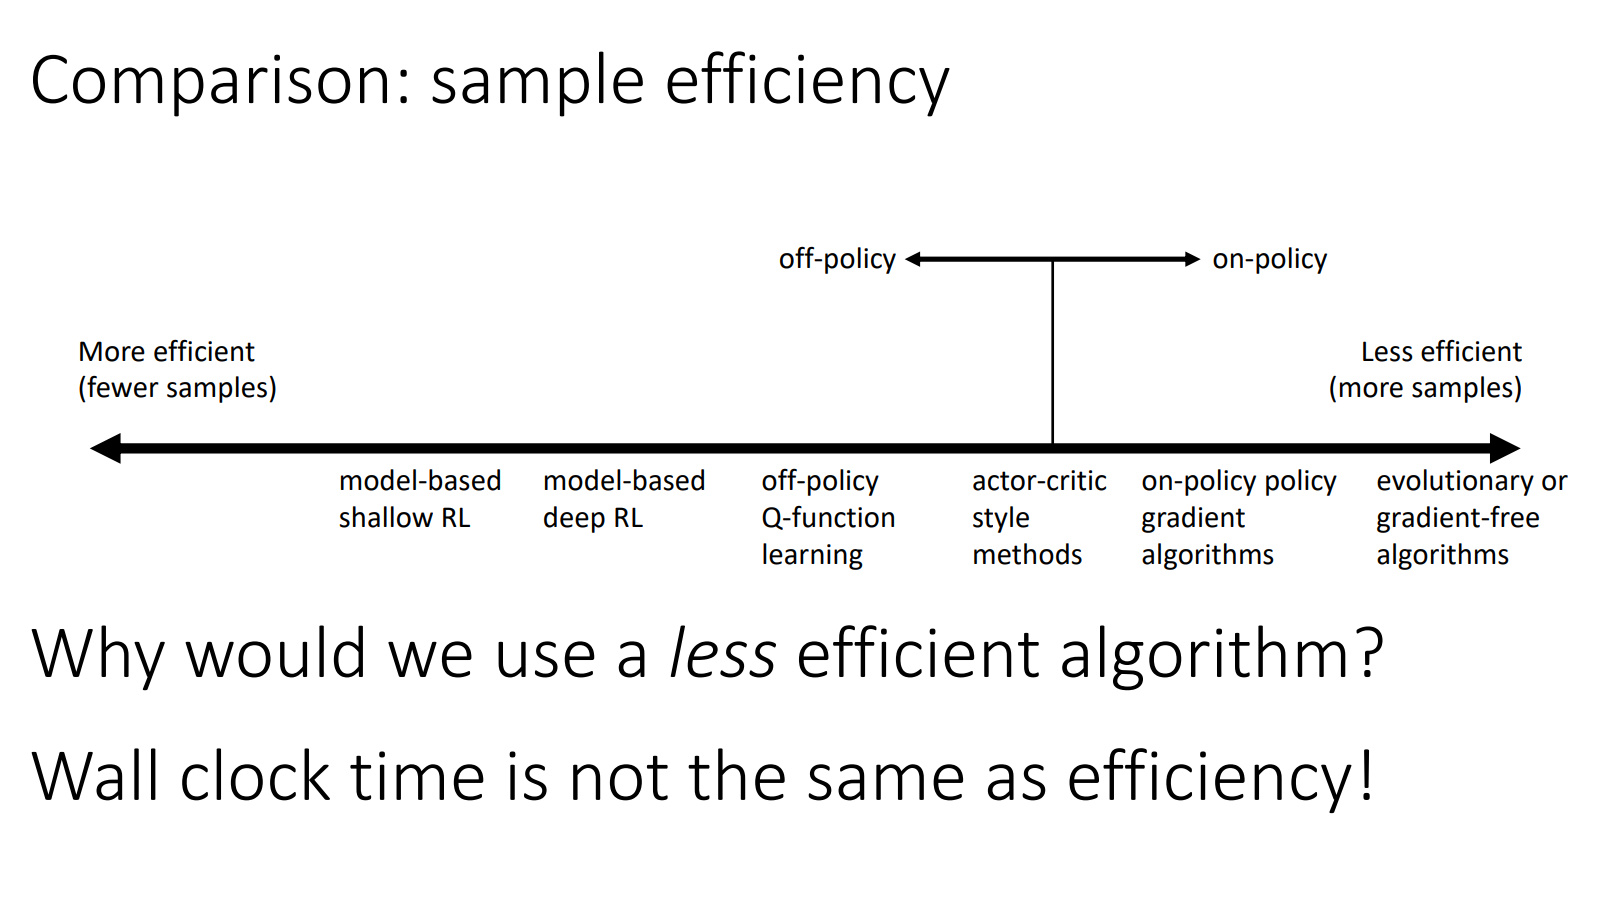 Comparison: sample efficiency
off-policy
on-policy
More efficient
(fewer samples)
Less efficient
(more samples)
model-based
shallow RL
model-based
deep RL
off-policy
Q-function
learning
actor-critic
style
methods
on-policy policy
gradient
algorithms
evolutionary or
gradient-free
algorithms
Why would we use a less efficient algorithm?
Wall clock time is not the same as efficiency!